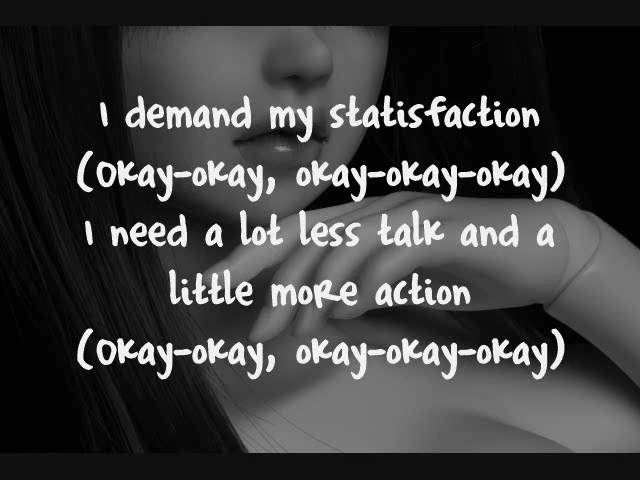 I demand my statisfaction
(Okay-okay, okay-okay-okay)
I need a lot less talk and a
little more action
(Okay-okay, okay-okay-okay)